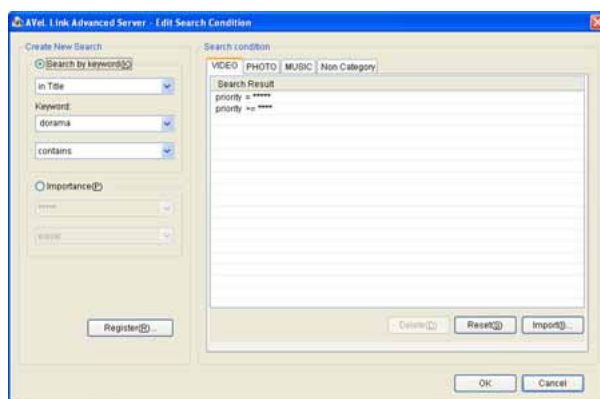 AVeL Link Advanced Server - Edit Search Condition
Create New Search
Search by keyword(K)
in Title
Keyword:
dorama
contains
Importance(P)
*****
equal
Register(R)...
Search condition
VIDEO PHOTO MUSIC Non Category
Search Result
priority = *****
priority >= ****
Delete(D) Reset(S) Import(I)...
OK Cancel